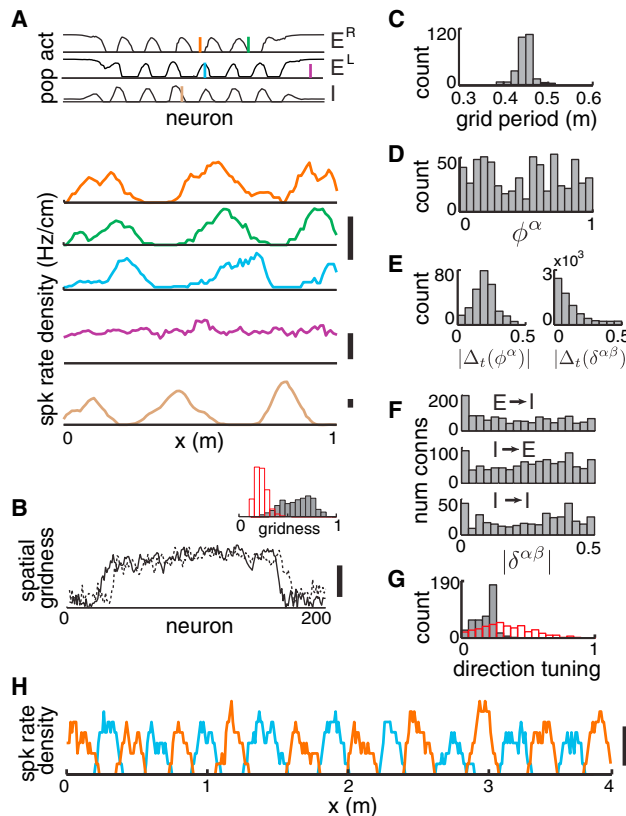 A
pop act
E^R
E^L
I
neuron
spk rate density (Hz/cm)
0 1
x (m)
B
spatial
gridness
0 1
gridness
0 200
neuron
C
count
120
0
0.3 0.6
grid period (m)
D
count
50
0
0 1
ϕ^α
E
count
80
0
0 0.5
|Δ_t(ϕ^α)|
×10^3
3
0
0 0.5
|Δ_t(δ^{αβ})|
F
num conns
200
0
E→I
100
0
I→E
50
0
I→I
0 0.5
|δ^{αβ}|
G
count
190
0
0 1
direction tuning
H
spk rate
density
0 1 2 3 4
x (m)